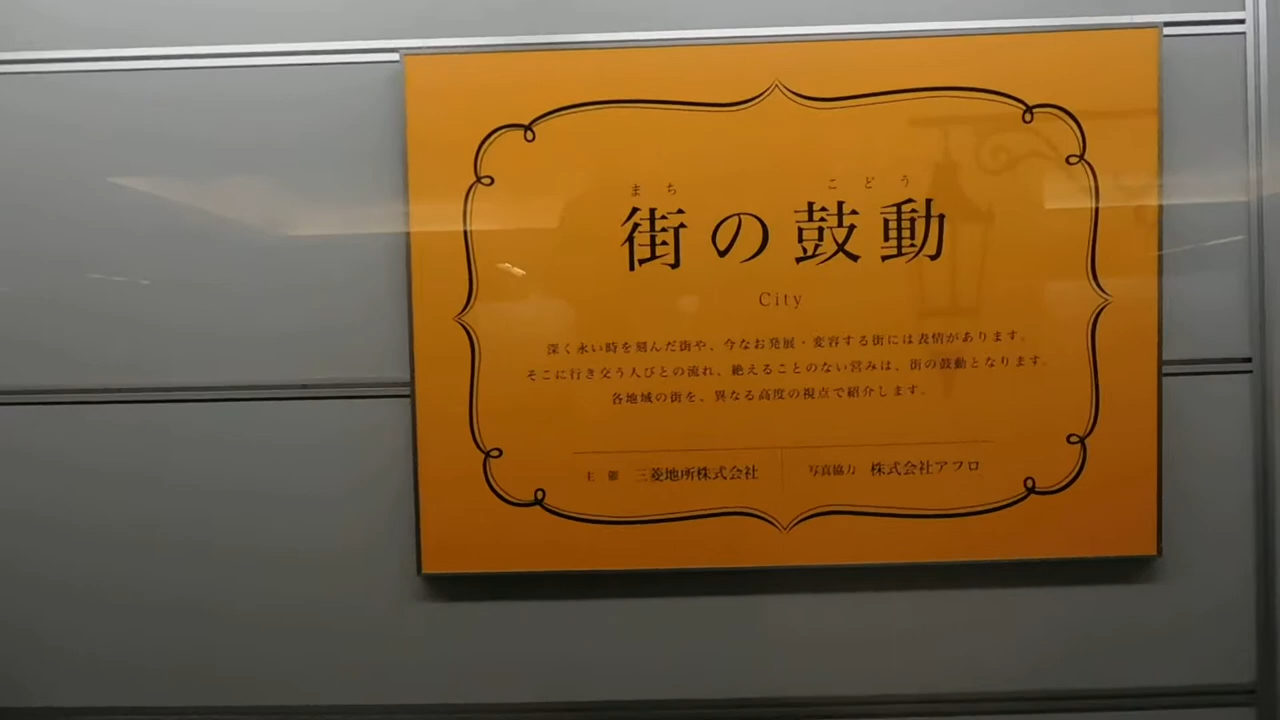 まち こどう
街の鼓動
City
深く永い時を刻んだ街や、今なお発展・変容する街には表情があります。
そこに行き交う人びとの流れ、絶えることのない営みは、街の鼓動となります。
各地域の街を、異なる高度の視点で紹介します。
主 催 三菱地所株式会社 写真協力 株式会社アフロ